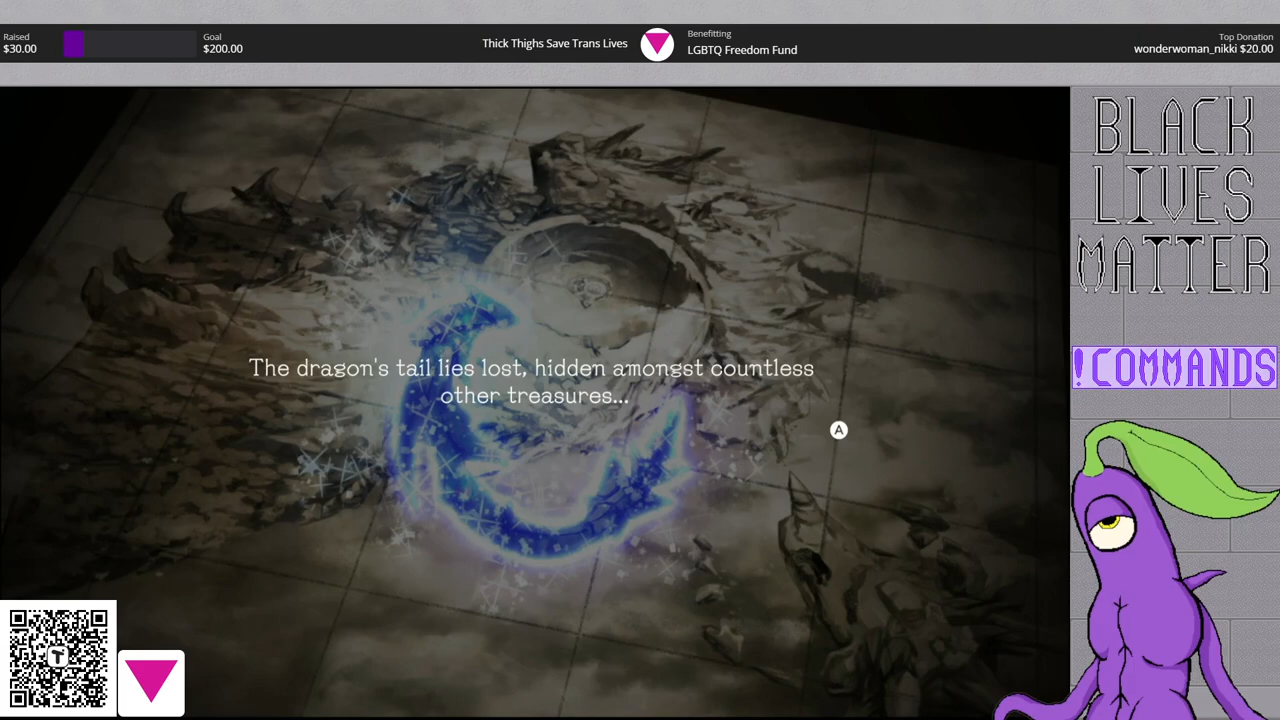 Raised
$30.00
Goal
$200.00
Thick Thighs Save Trans Lives
Benefitting
LGBTQ Freedom Fund
Top Donation
wonderwoman_nikki $20.00
BLACK
LIVES
MATTER
The dragon's tail lies lost, hidden amongst countless
other treasures...
A
!COMMANDS
T